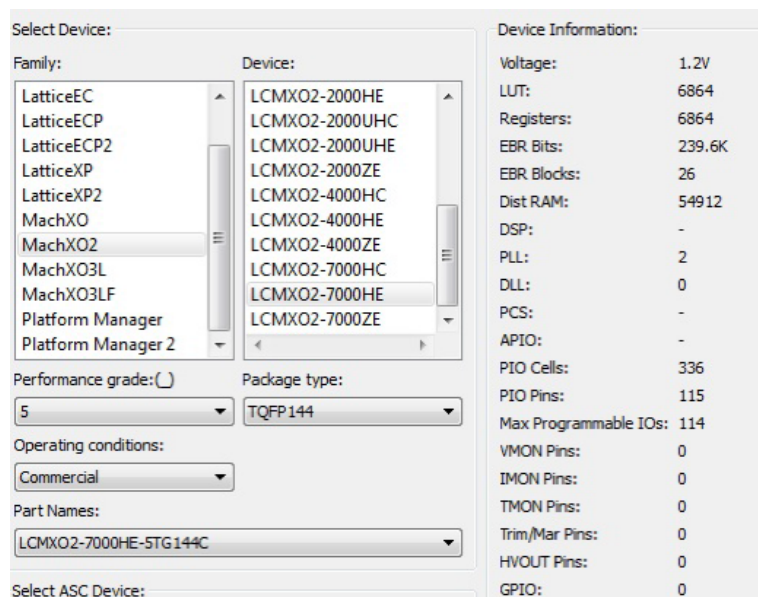 Select Device:
Family:
LatticeEC
LatticeECP
LatticeECP2
LatticeXP
LatticeXP2
MachXO
MachXO2
MachXO3L
MachXO3LF
Platform Manager
Platform Manager 2
Device:
LCMXO2-2000HE
LCMXO2-2000UHC
LCMXO2-2000UHE
LCMXO2-2000ZE
LCMXO2-4000HC
LCMXO2-4000HE
LCMXO2-4000ZE
LCMXO2-7000HC
LCMXO2-7000HE
LCMXO2-7000ZE
Performance grade:(_)
5
Package type:
TQFP144
Operating conditions:
Commercial
Part Names:
LCMXO2-7000HE-5TG144C
Select ASC Device:
Device Information:
Voltage: 1.2V
LUT: 6864
Registers: 6864
EBR Bits: 239.6K
EBR Blocks: 26
Dist RAM: 54912
DSP: -
PLL: 2
DLL: 0
PCS: -
APIO: -
PIO Cells: 336
PIO Pins: 115
Max Programmable IOs: 114
VMON Pins: 0
IMON Pins: 0
TMON Pins: 0
Trim/Mar Pins: 0
HVOUT Pins: 0
GPIO: 0